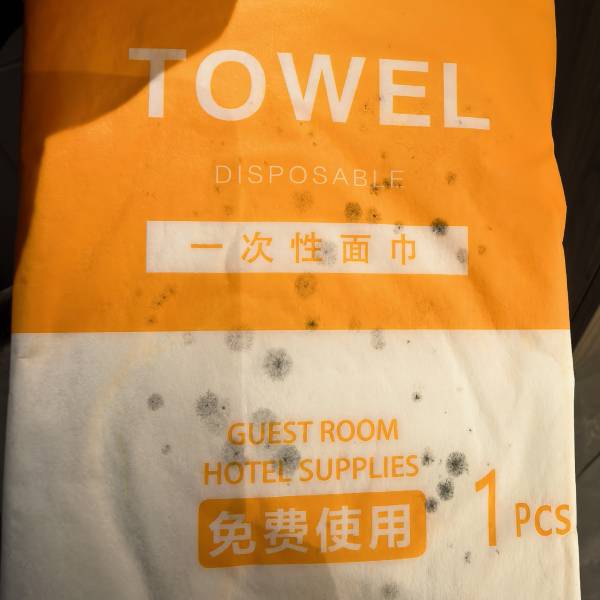 TOWEL
DISPOSABLE
一次性面巾
GUEST ROOM
HOTEL SUPPLIES
免费使用
1 PCS